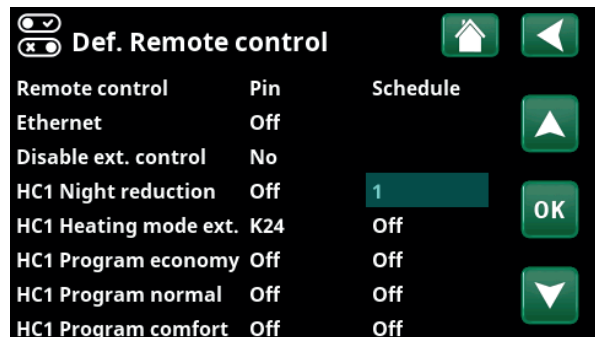 Def. Remote control
Remote control Pin Schedule
Ethernet Off
Disable ext. control No
HC1 Night reduction Off 1
HC1 Heating mode ext. K24 Off
HC1 Program economy Off Off
HC1 Program normal Off Off
HC1 Program comfort Off Off
OK